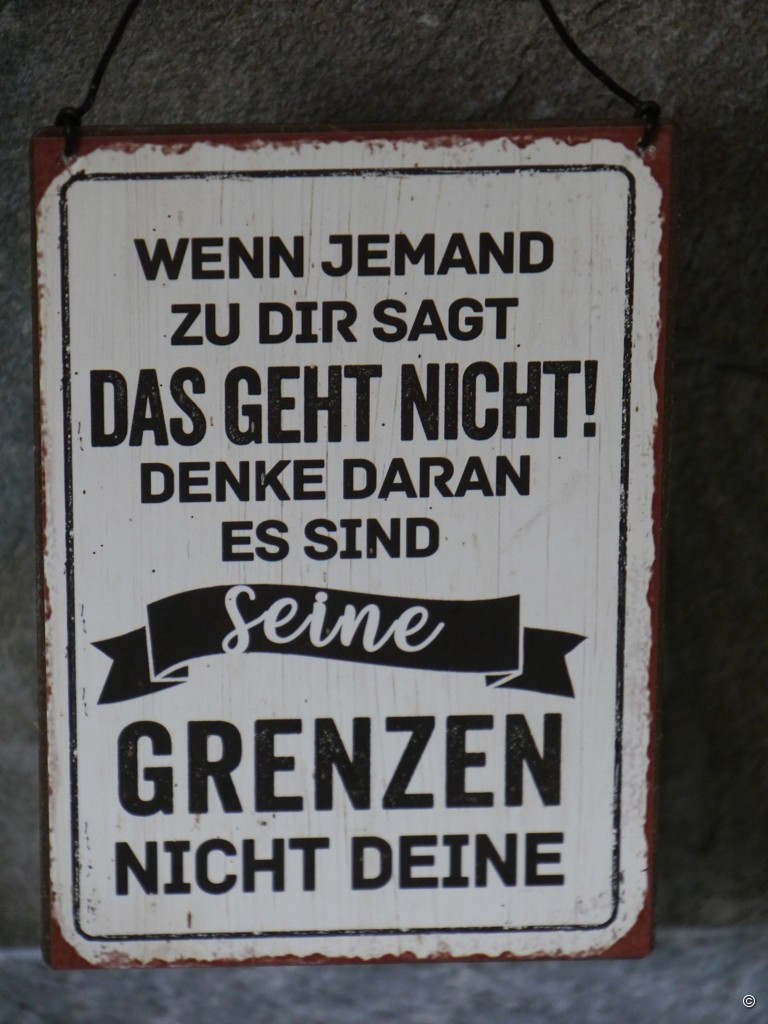 WENN JEMAND
ZU DIR SAGT
DAS GEHT NICHT!
DENKE DARAN
ES SIND
seine
GRENZEN
NICHT DEINE
©